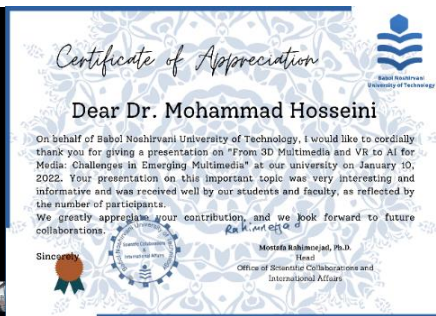 Certificate of Appreciation
Babol Noshirvani
University of Technology
Dear Dr. Mohammad Hosseini
On behalf of Babol Noshirvani University of Technology, I would like to cordially
thank you for giving a presentation on "From 3D Multimedia and VR to AI for
Media: Challenges in Emerging Multimedia" at our university on January 10,
2022. Your presentation on this important topic was very interesting and
informative and was received well by our students and faculty, as reflected by
the number of participants.
We greatly appreciate your contribution, and we look forward to future
collaborations.
Rahimnejad
Sincerely
Scientific Collaborations
&
International Affairs
Mostafa Rahimnejad, Ph.D.
Head
Office of Scientific Collaborations and
International Affairs